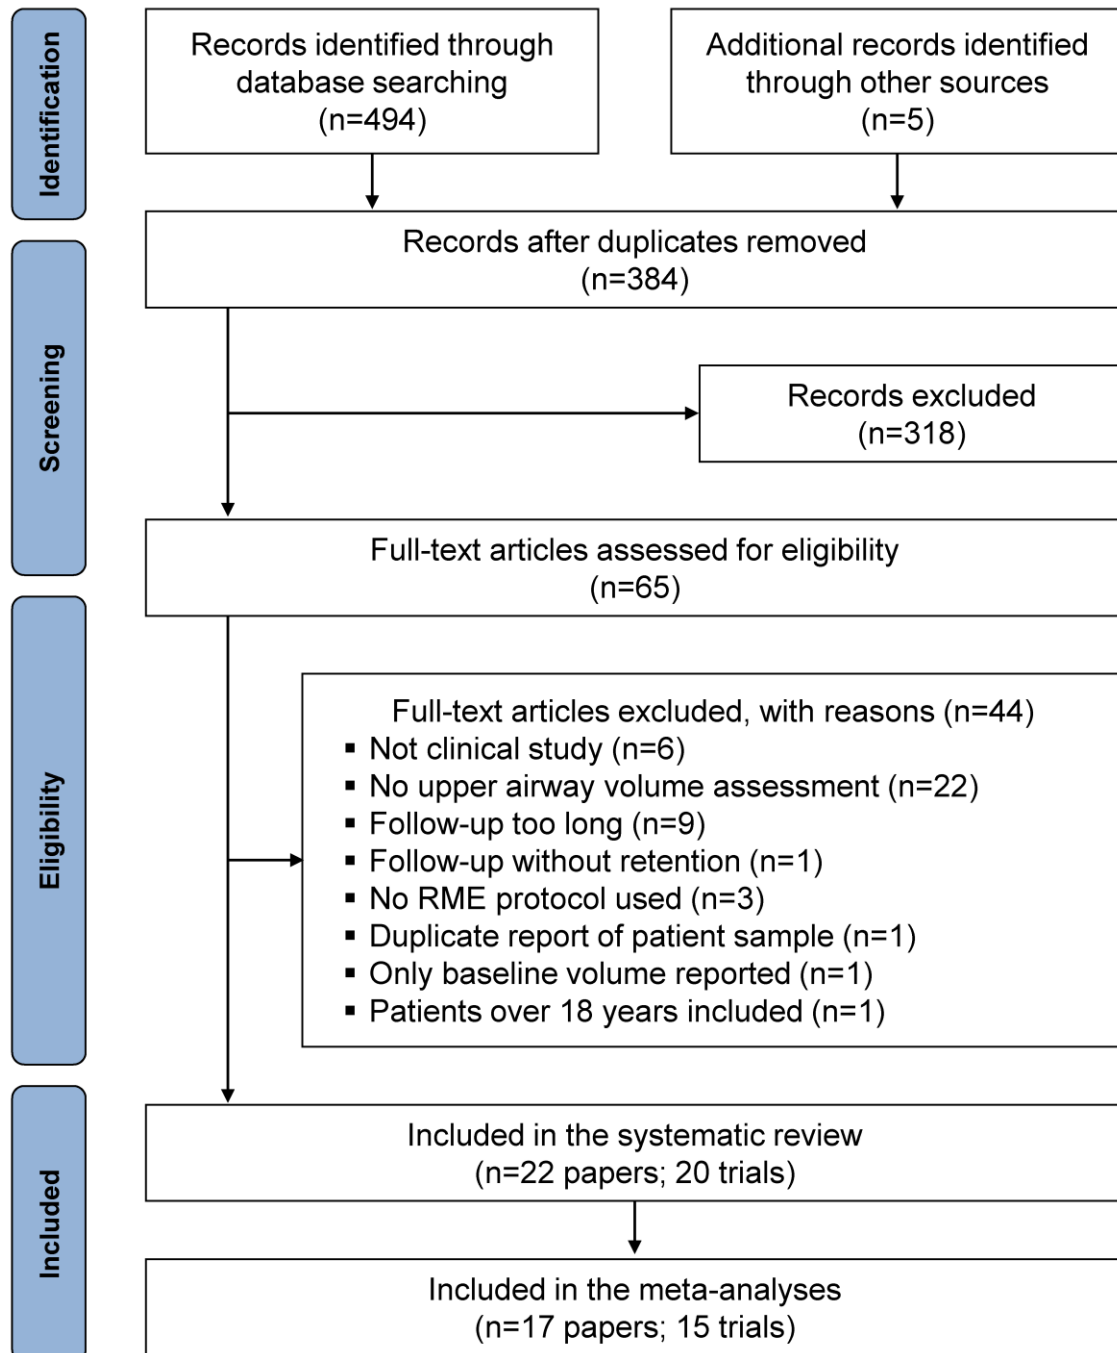 Identification
Records identified through
database searching
(n=494)
Additional records identified
through other sources
(n=5)
Records after duplicates removed
(n=384)
Screening
Records excluded
(n=318)
Full-text articles assessed for eligibility
(n=65)
Eligibility
Full-text articles excluded, with reasons (n=44)
▪ Not clinical study (n=6)
▪ No upper airway volume assessment (n=22)
▪ Follow-up too long (n=9)
▪ Follow-up without retention (n=1)
▪ No RME protocol used (n=3)
▪ Duplicate report of patient sample (n=1)
▪ Only baseline volume reported (n=1)
▪ Patients over 18 years included (n=1)
Included
Included in the systematic review
(n=22 papers; 20 trials)
Included in the meta-analyses
(n=17 papers; 15 trials)